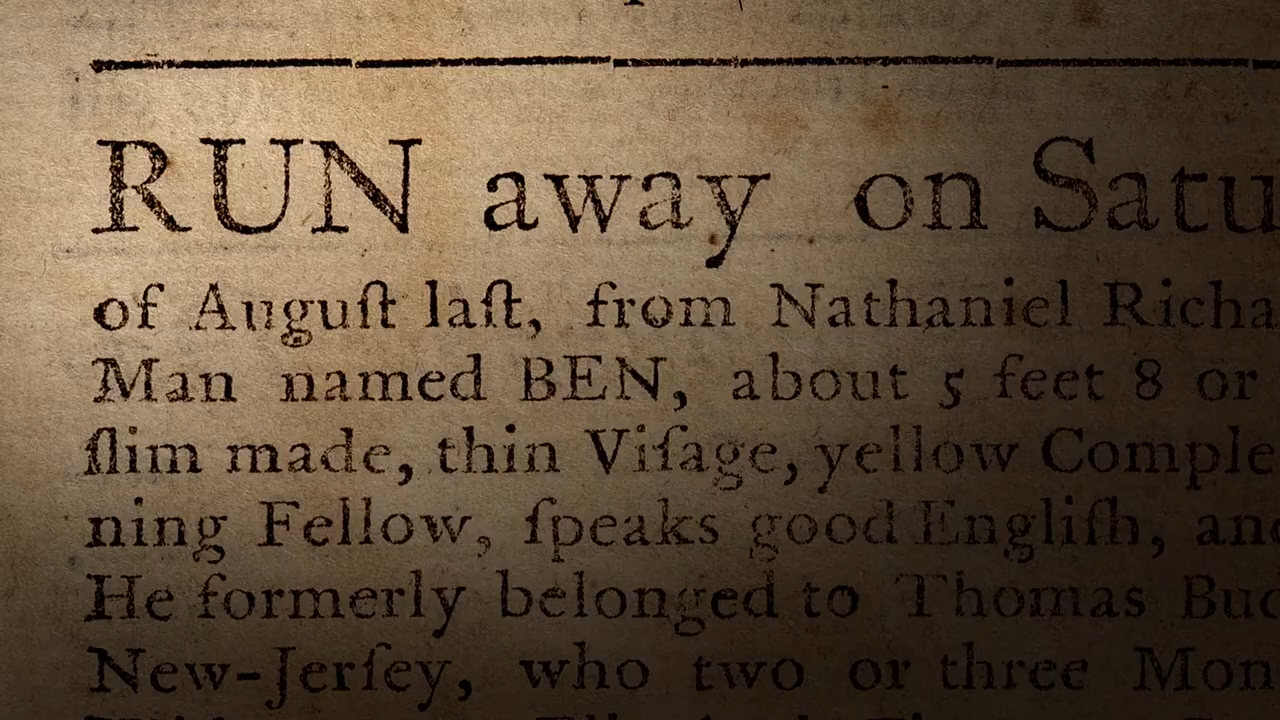 RUN away on Satu
of Auguſt laſt, from Nathaniel Richa
Man named BEN, about 5 feet 8 or
ſlim made, thin Viſage, yellow Comple
ning Fellow, ſpeaks good Engliſh, and
He formerly belonged to Thomas Bud
New-Jerſey, who two or three Mon